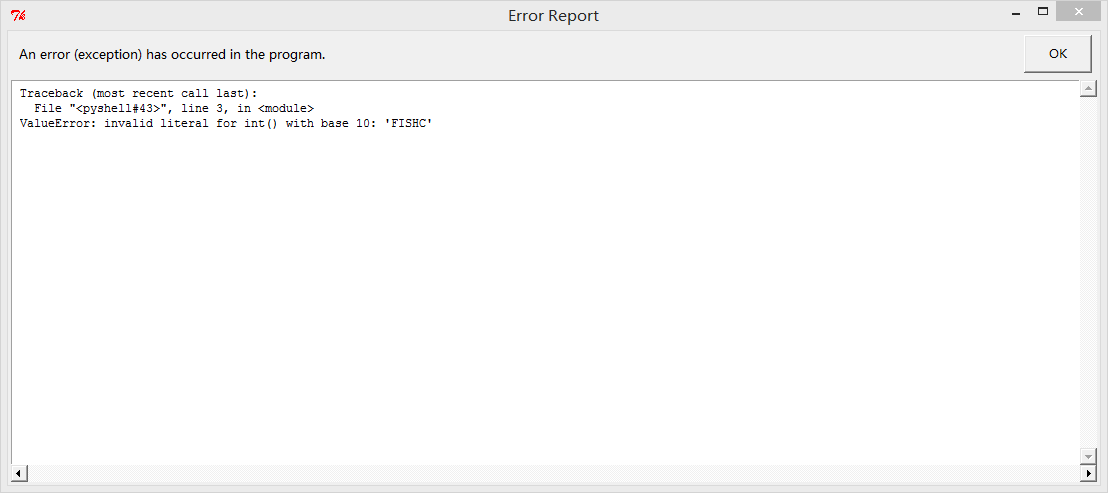 Error Report
An error (exception) has occurred in the program.
OK
Traceback (most recent call last):
  File "<pyshell#43>", line 3, in <module>
ValueError: invalid literal for int() with base 10: 'FISHC'